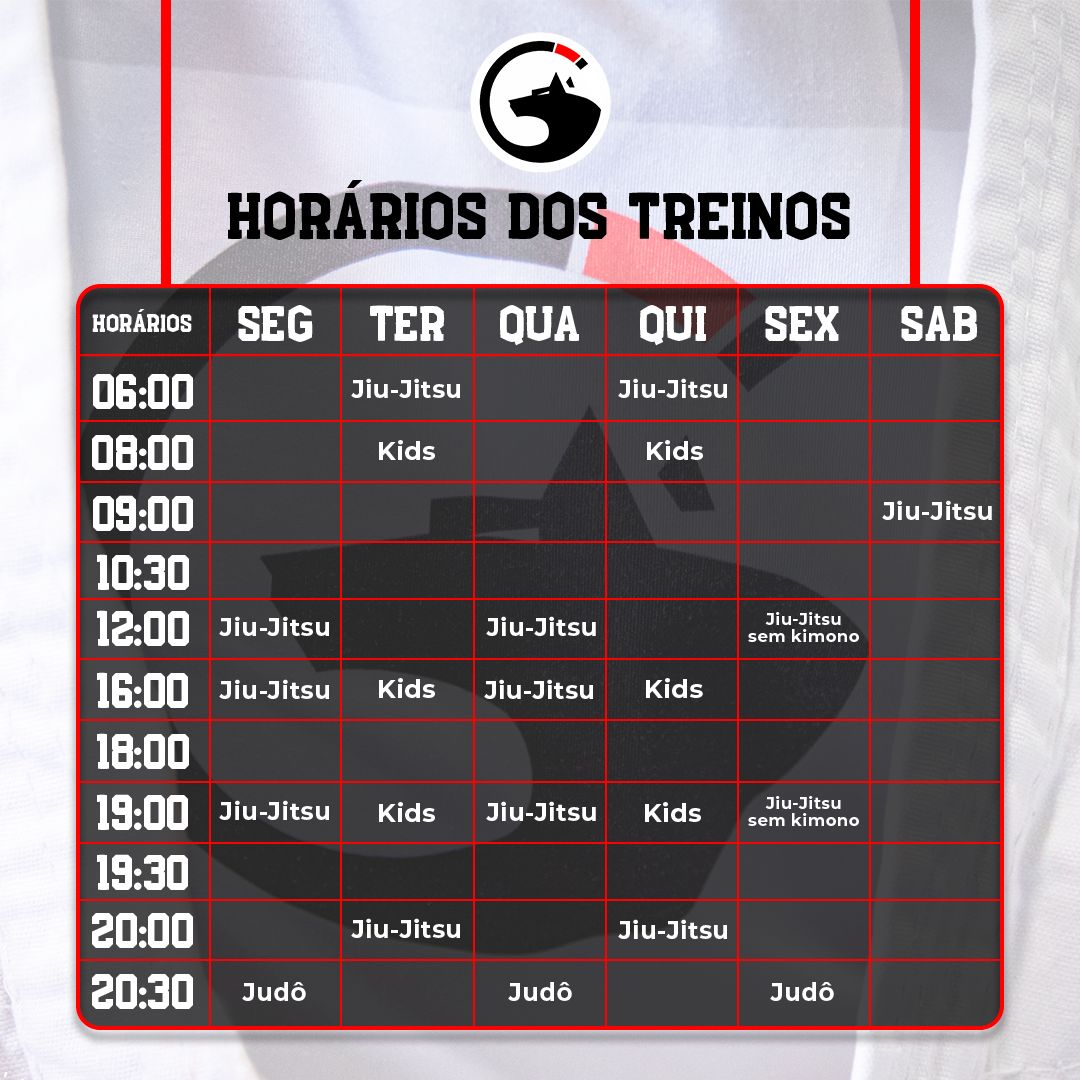 HORÁRIOS DOS TREINOS
HORÁRIOS SEG TER QUA QUI SEX SAB
06:00 Jiu-Jitsu Jiu-Jitsu
08:00 Kids Kids
09:00 Jiu-Jitsu
10:30
12:00 Jiu-Jitsu Jiu-Jitsu Jiu-Jitsu
sem kimono
16:00 Jiu-Jitsu Kids Jiu-Jitsu Kids
18:00
19:00 Jiu-Jitsu Kids Jiu-Jitsu Kids Jiu-Jitsu
sem kimono
19:30
20:00 Jiu-Jitsu Jiu-Jitsu
20:30 Judô Judô Judô